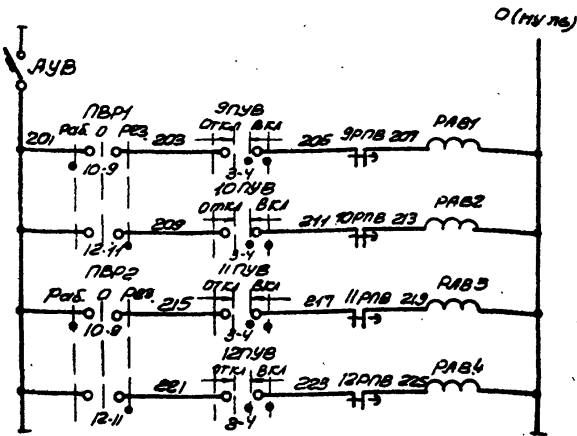 0 (нуль)
АУВ
ПВР1 9ПУВ
Раб. 0 Рез. ОТКЛ ВКЛ РАВ1
201 203 205 9РПВ 207
10-9 3-4
10ПУВ
ОТКЛ ВКЛ РАВ2
209 211 10РПВ 213
12-11 3-4
ПВР2 11ПУВ
Раб. 0 Рез. ОТКЛ ВКЛ РАВ3
215 217 11РПВ 219
10-9 3-4
12ПУВ
ОТКЛ ВКЛ РАВ4
221 223 12РПВ 225
12-11 3-4